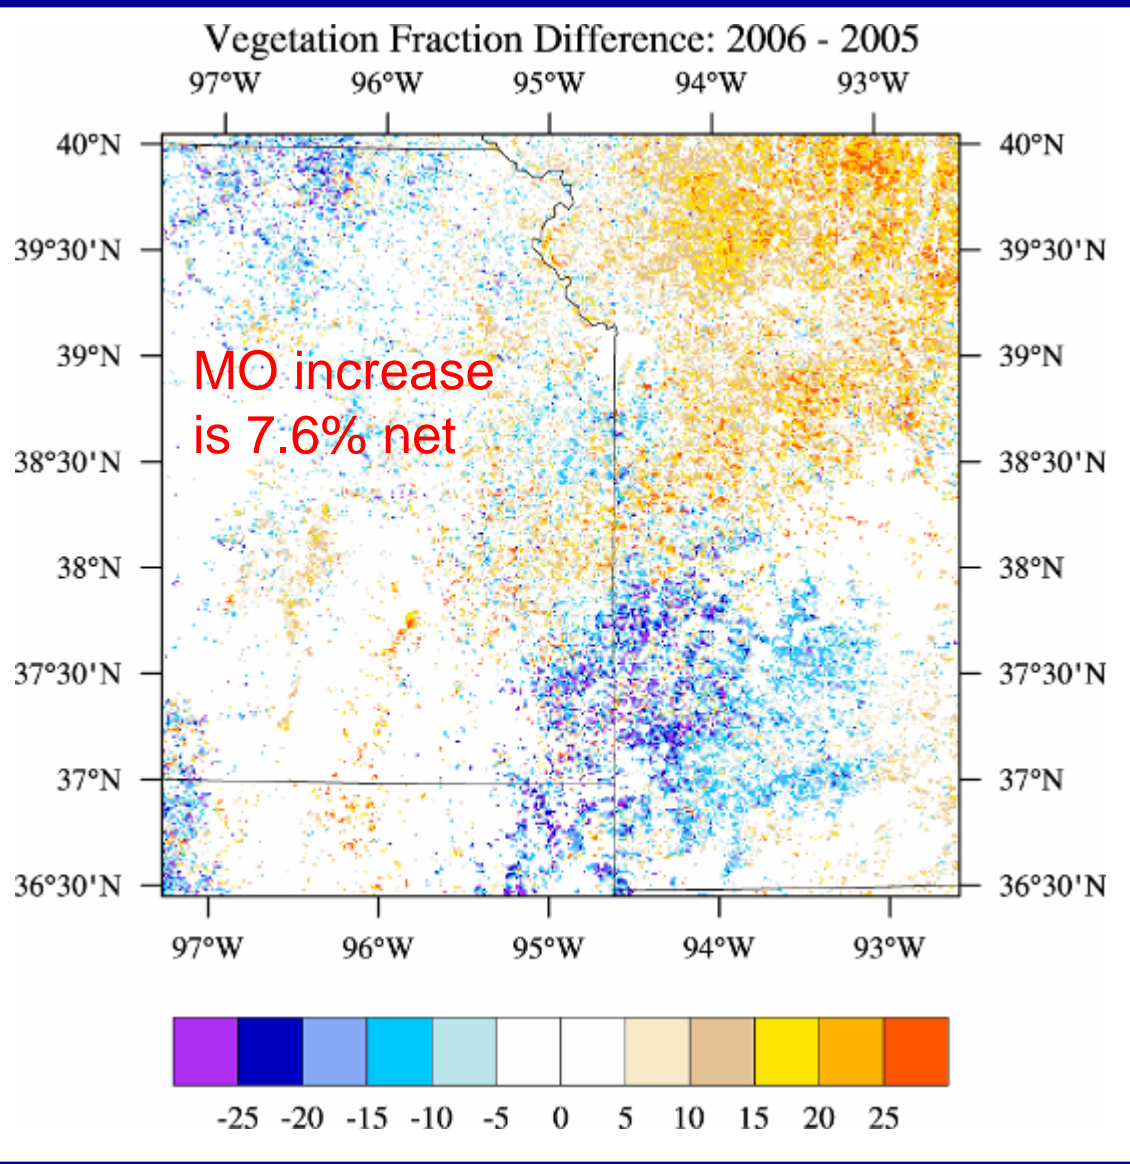 Vegetation Fraction Difference: 2006 - 2005
97°W 96°W 95°W 94°W 93°W
40°N 40°N
39°30'N 39°30'N
39°N 39°N
MO increase
is 7.6% net
38°30'N 38°30'N
38°N 38°N
37°30'N 37°30'N
37°N 37°N
36°30'N 36°30'N
97°W 96°W 95°W 94°W 93°W
-25 -20 -15 -10 -5 0 5 10 15 20 25